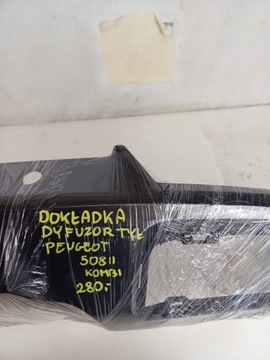 DOKŁADKA
DYFUZOR TYŁ
PEUGEOT
508 II
KOMBI
280.-